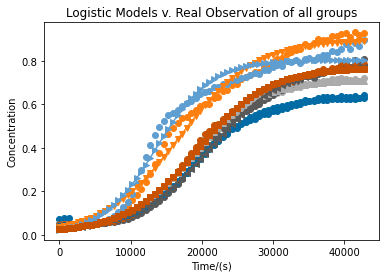 Logistic Models v. Real Observation of all groups
Concentration
0.8
0.6
0.4
0.2
0.0
0 10000 20000 30000 40000
Time/(s)